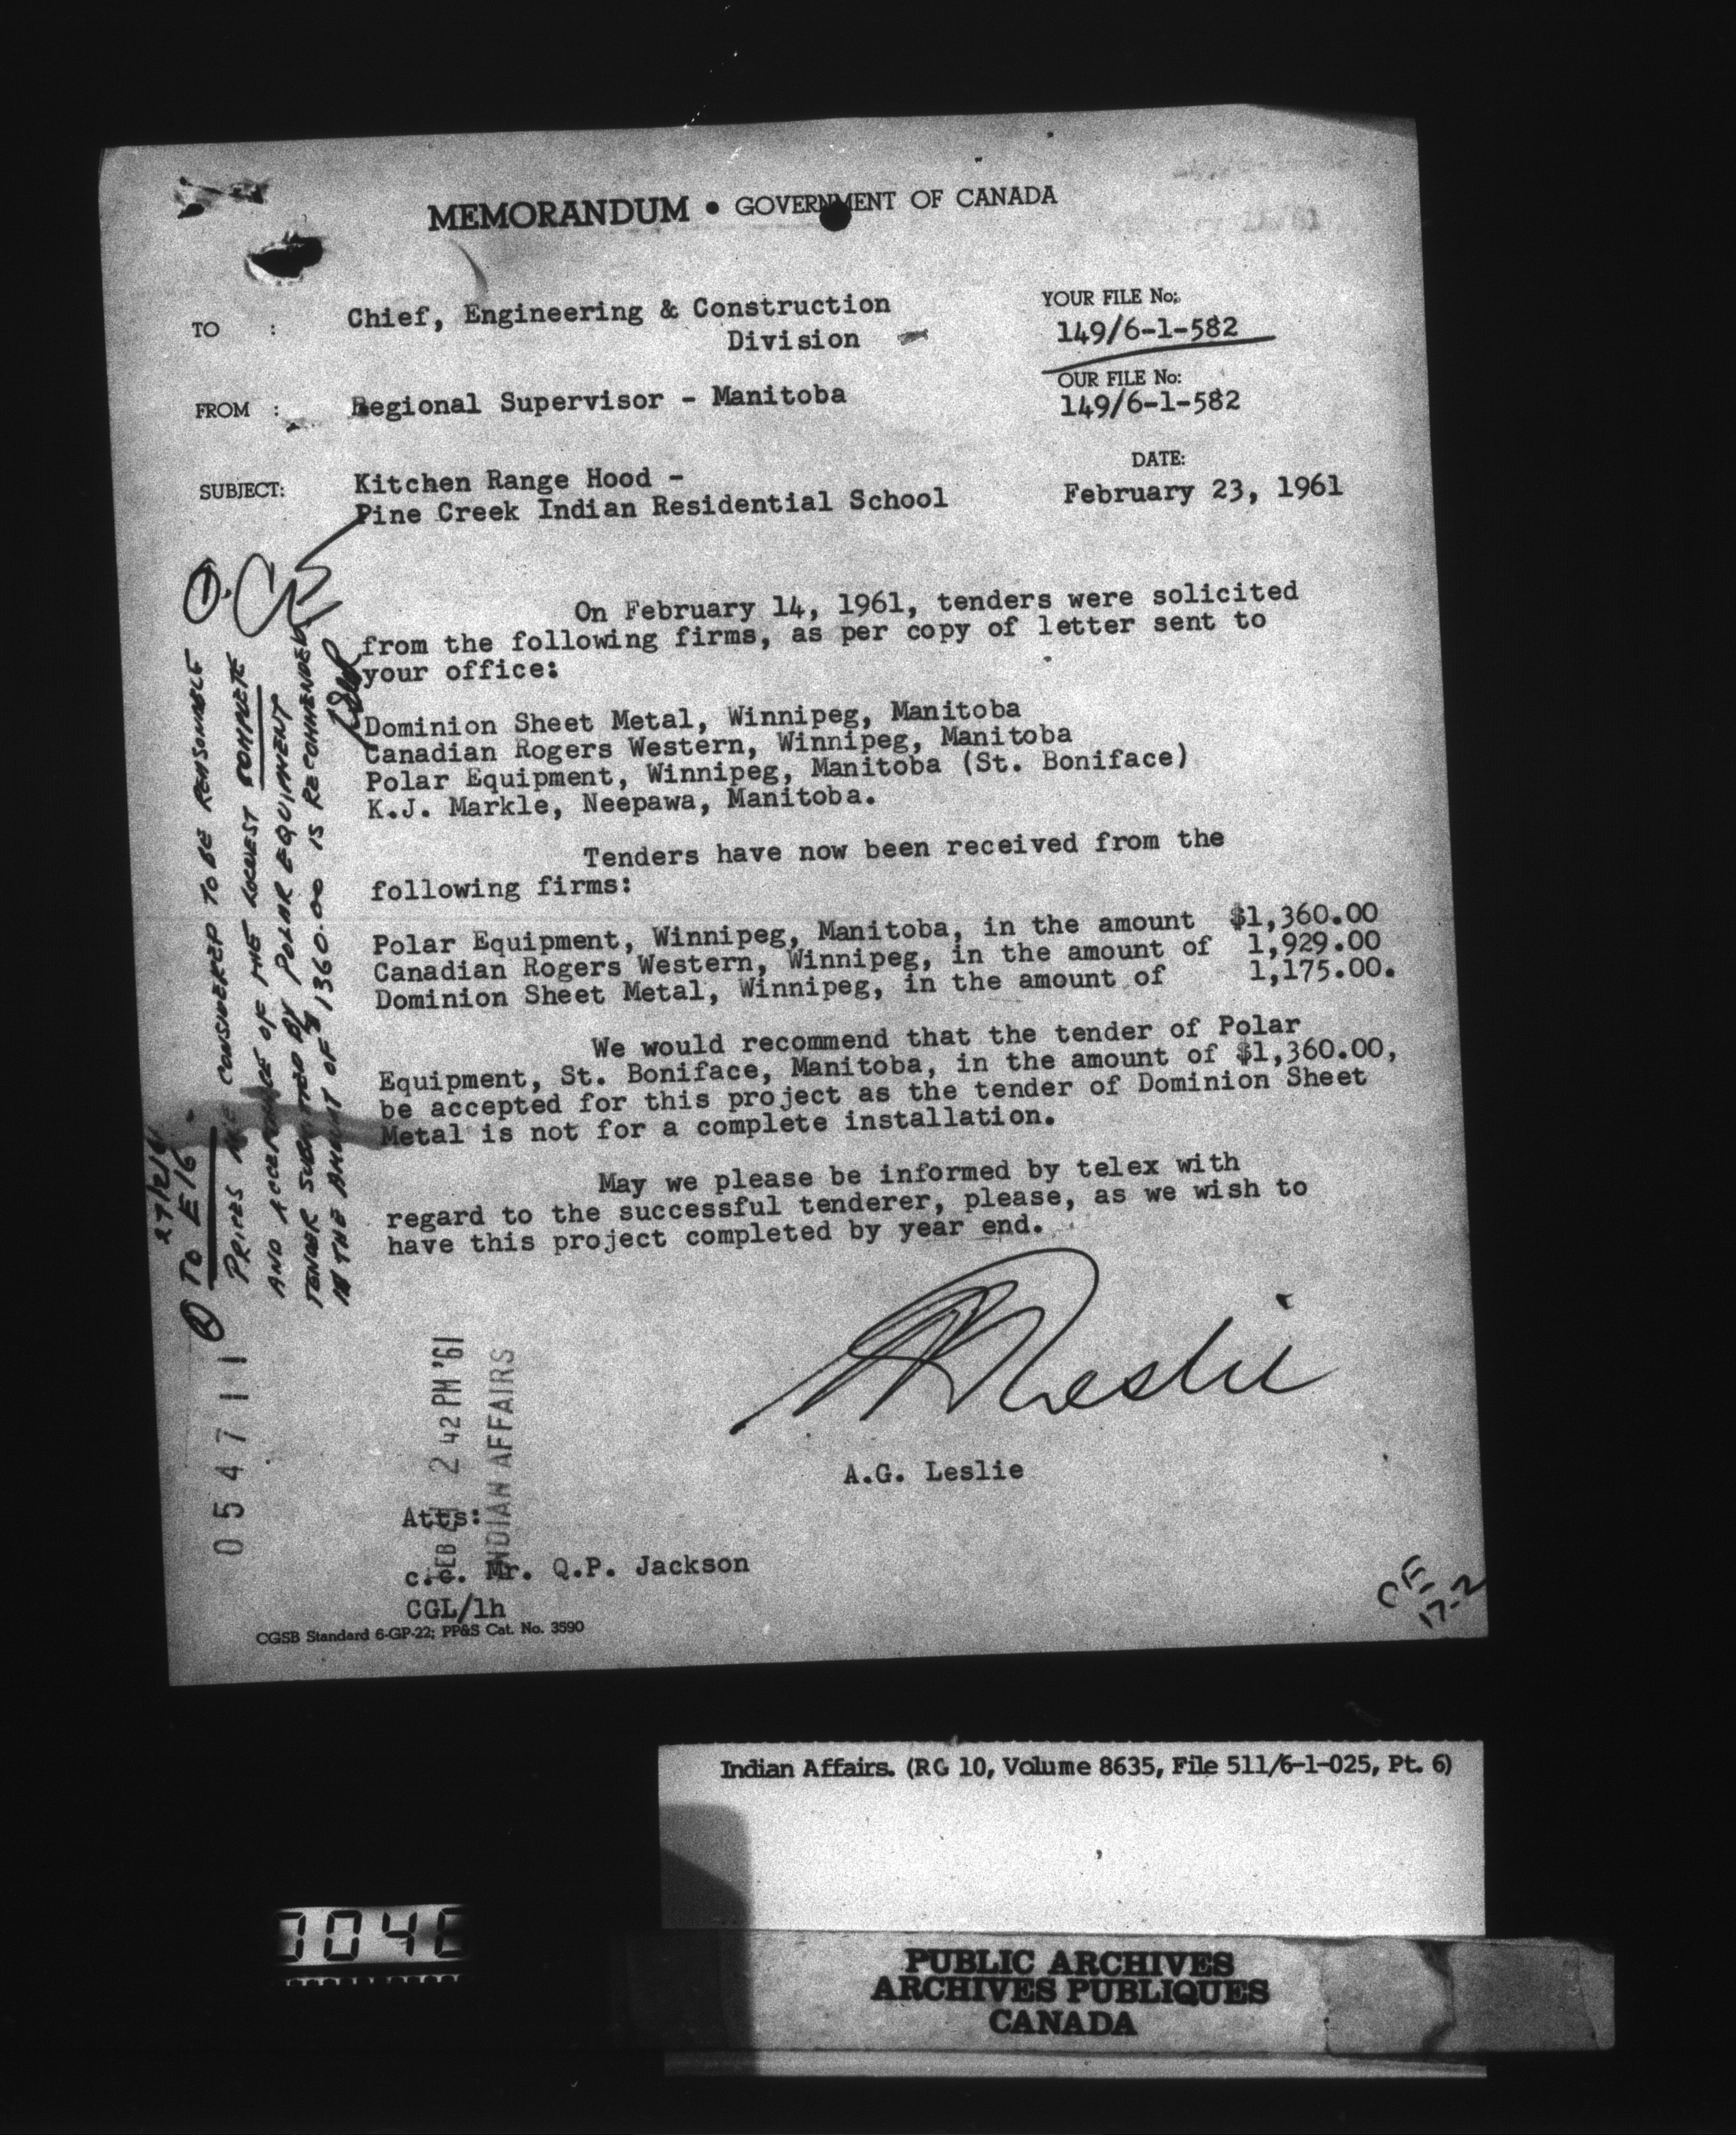 MEMORANDUM • GOVERNMENT OF CANADA
TO : Chief, Engineering & Construction
Division
YOUR FILE No:
149/6-1-582
OUR FILE No:
149/6-1-582
FROM : Regional Supervisor - Manitoba
DATE:
February 23, 1961
SUBJECT: Kitchen Range Hood -
Pine Creek Indian Residential School
On February 14, 1961, tenders were solicited
from the following firms, as per copy of letter sent to
your office:
Dominion Sheet Metal, Winnipeg, Manitoba
Canadian Rogers Western, Winnipeg, Manitoba
Polar Equipment, Winnipeg, Manitoba (St. Boniface)
K.J. Markle, Neepawa, Manitoba.
Tenders have now been received from the
following firms:
Polar Equipment, Winnipeg, Manitoba, in the amount $1,360.00
Canadian Rogers Western, Winnipeg, in the amount of 1,929.00
Dominion Sheet Metal, Winnipeg, in the amount of 1,175.00.
We would recommend that the tender of Polar
Equipment, St. Boniface, Manitoba, in the amount of $1,360.00,
be accepted for this project as the tender of Dominion Sheet
Metal is not for a complete installation.
May we please be informed by telex with
regard to the successful tenderer, please, as we wish to
have this project completed by year end.
A.G. Leslie
Atts:
c.c. Mr. Q.P. Jackson
CGL/lh
CGSB Standard 6-GP-22; PP&S Cat. No. 3590
27/2/61
② TO E16 -
PRICES ARE CONSIDERED TO BE REASONABLE
AND ACCEPTANCE OF THE LOWEST COMPLETE
TENDER SUBMITTED BY POLAR EQUIPMENT
IN THE AMOUNT OF $1360.00 IS RECOMMENDED.
054711
FEB 2 42 PM '61
INDIAN AFFAIRS
CE
17-2
Indian Affairs. (RG 10, Volume 8635, File 511/6-1-025, Pt. 6)
PUBLIC ARCHIVES
ARCHIVES PUBLIQUES
CANADA